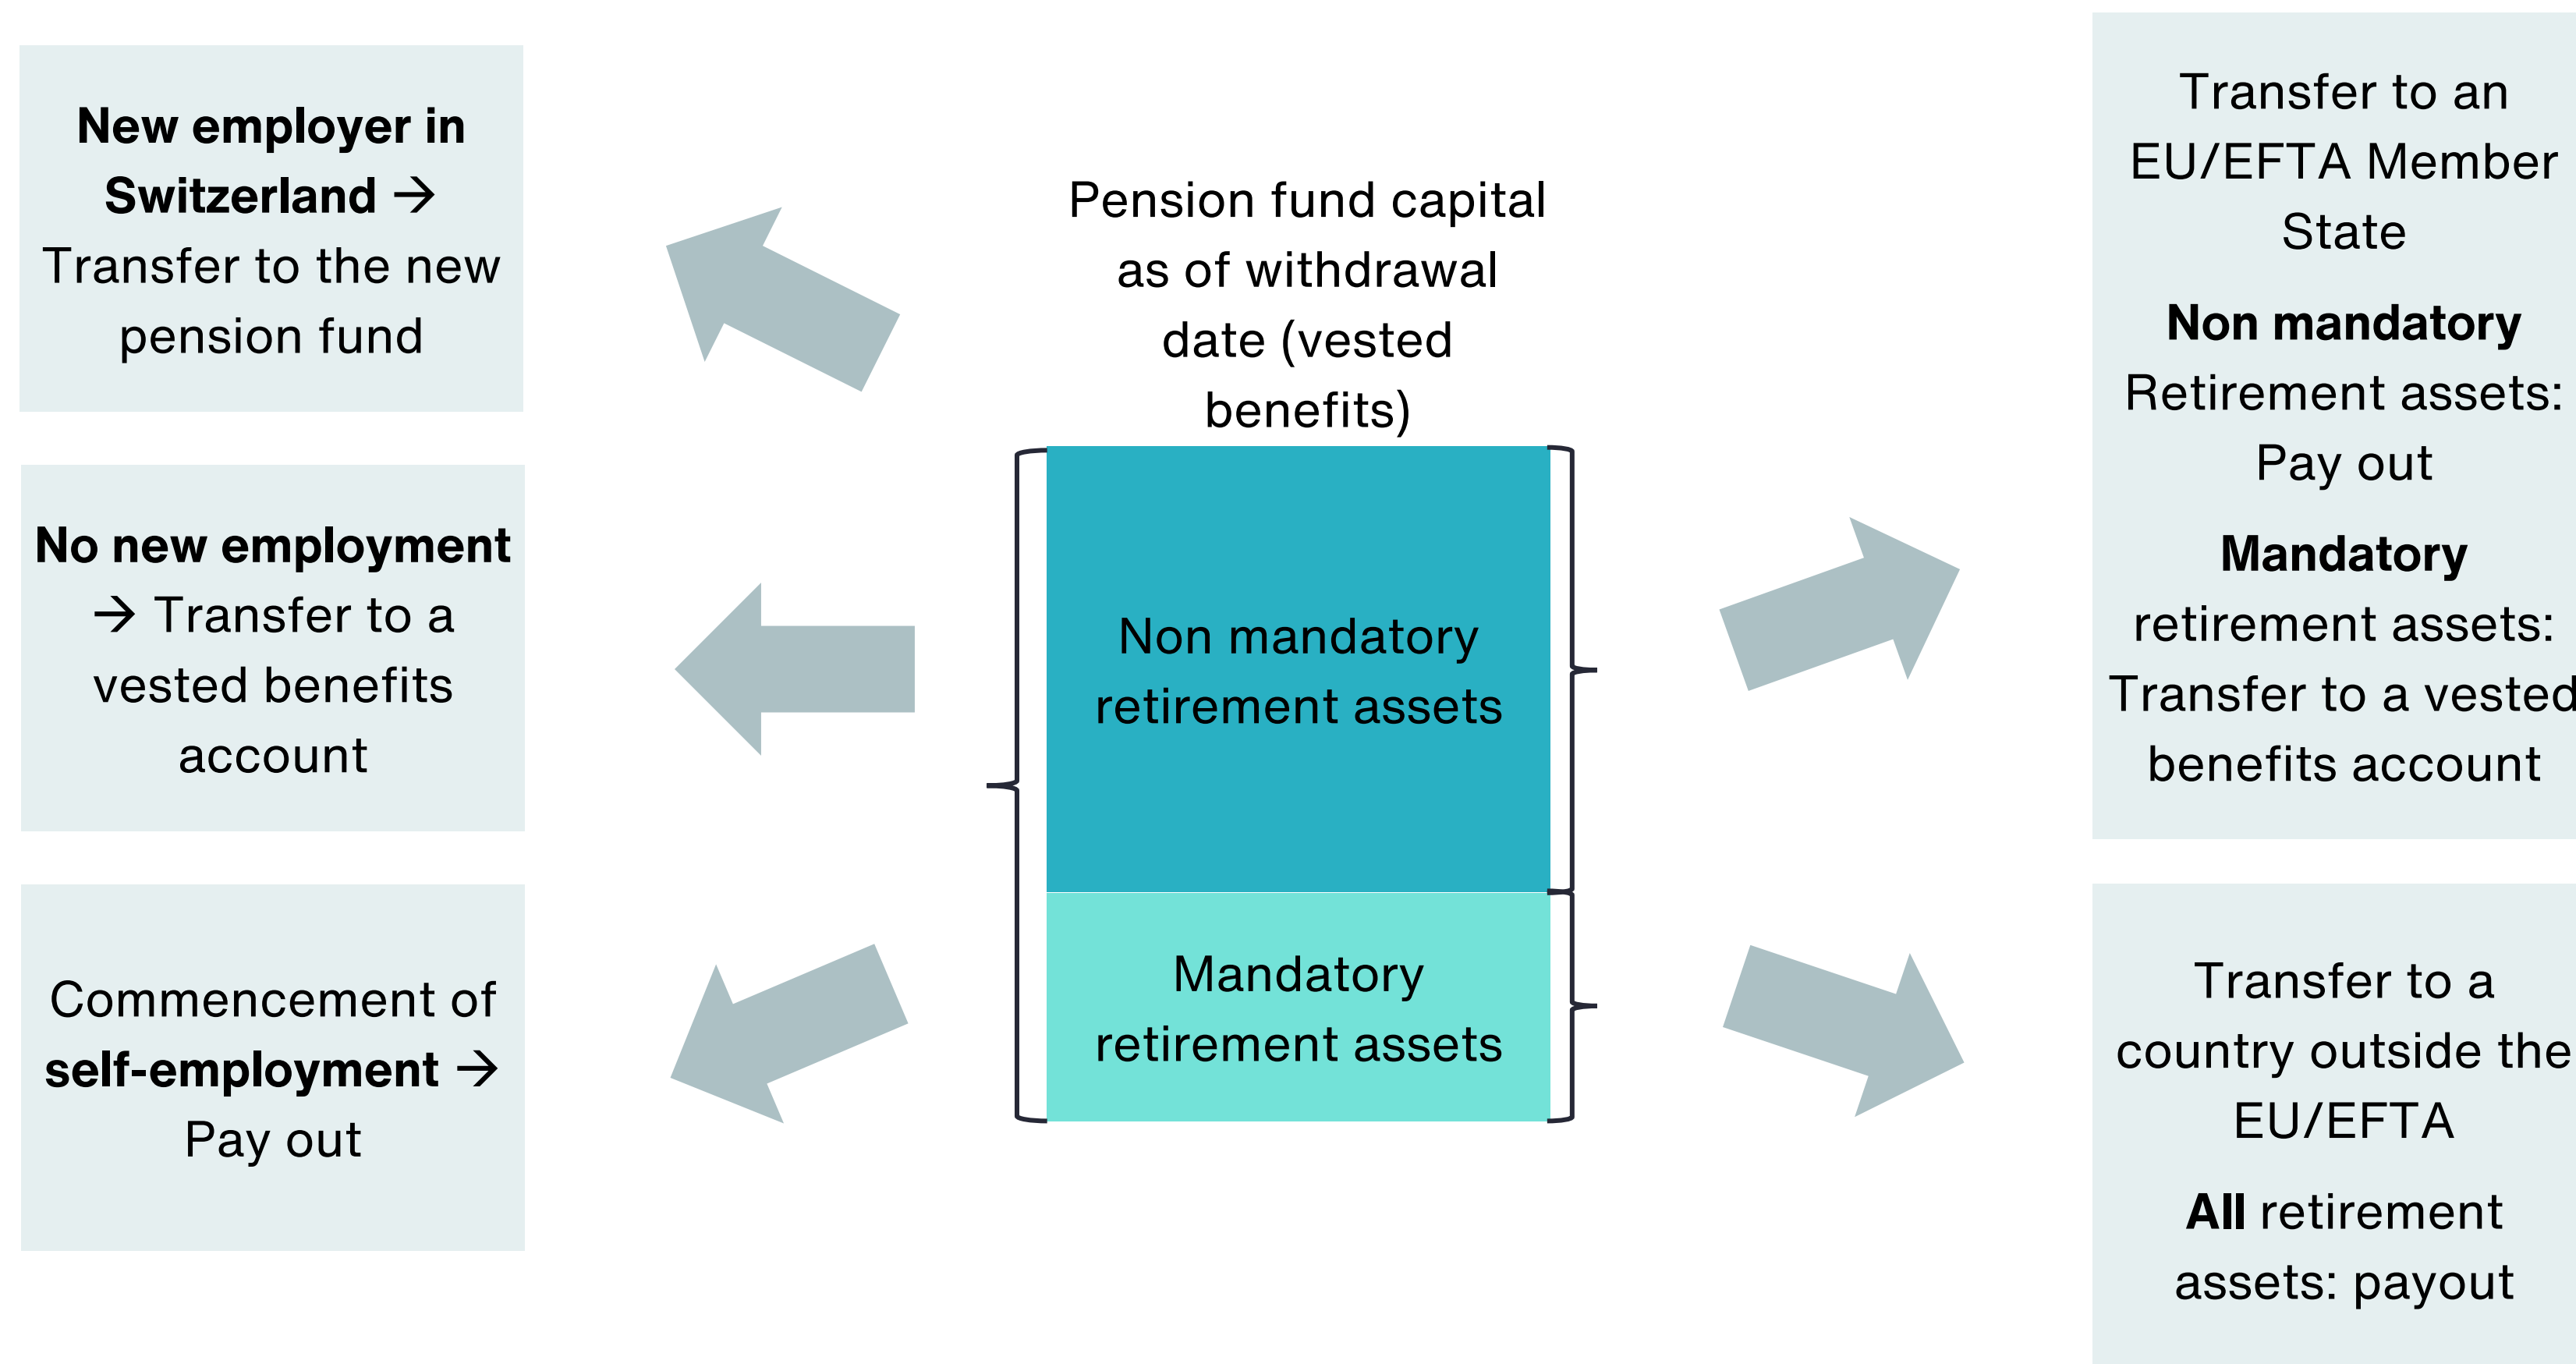 New employer in
Switzerland →
Transfer to the new
pension fund
No new employment
→ Transfer to a
vested benefits
account
Commencement of
self-employment →
Pay out
Pension fund capital
as of withdrawal
date (vested
benefits)
Non mandatory
retirement assets
Mandatory
retirement assets
Transfer to an
EU/EFTA Member
State
Non mandatory
Retirement assets:
Pay out
Mandatory
retirement assets:
Transfer to a vested
benefits account
Transfer to a
country outside the
EU/EFTA
All retirement
assets: payout